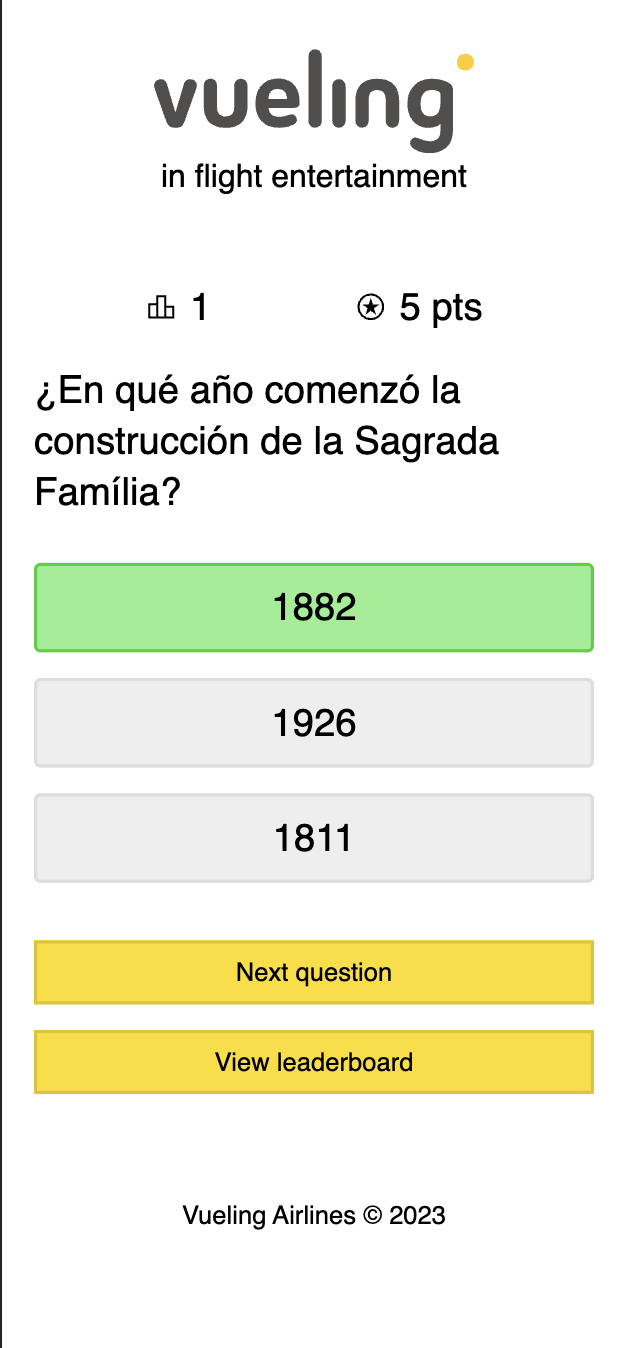 vueling
in flight entertainment
1
5 pts
¿En qué año comenzó la
construcción de la Sagrada
Família?
1882
1926
1811
Next question
View leaderboard
Vueling Airlines © 2023